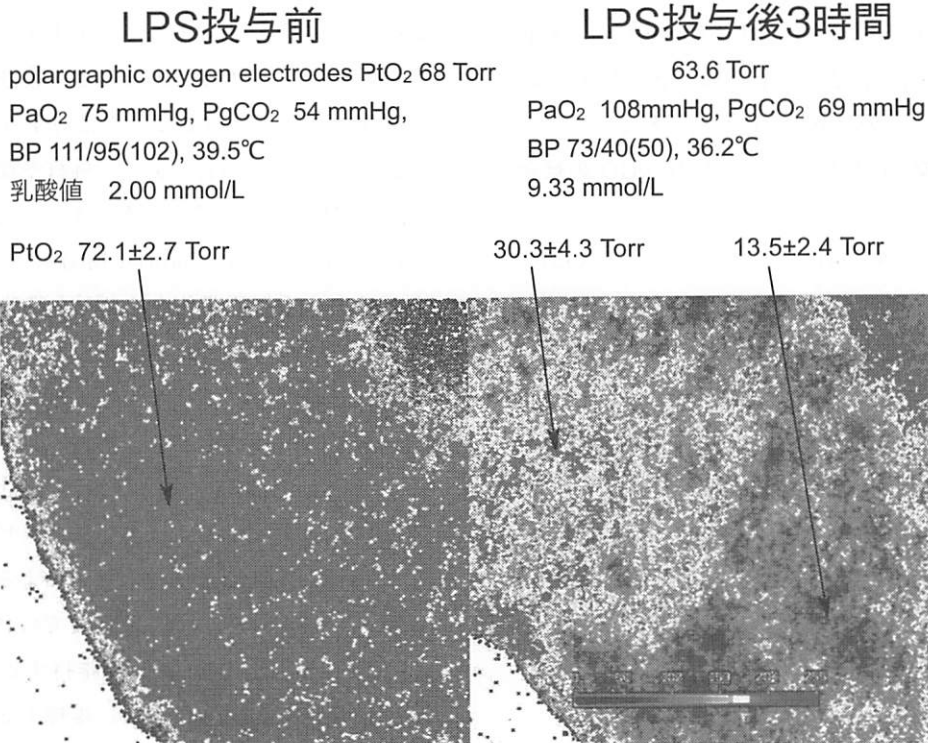 LPS投与前
polargraphic oxygen electrodes PtO₂ 68 Torr
PaO₂ 75 mmHg, PgCO₂ 54 mmHg,
BP 111/95(102), 39.5℃
乳酸値 2.00 mmol/L
PtO₂ 72.1±2.7 Torr
LPS投与後3時間
63.6 Torr
PaO₂ 108mmHg, PgCO₂ 69 mmHg
BP 73/40(50), 36.2℃
9.33 mmol/L
30.3±4.3 Torr
13.5±2.4 Torr